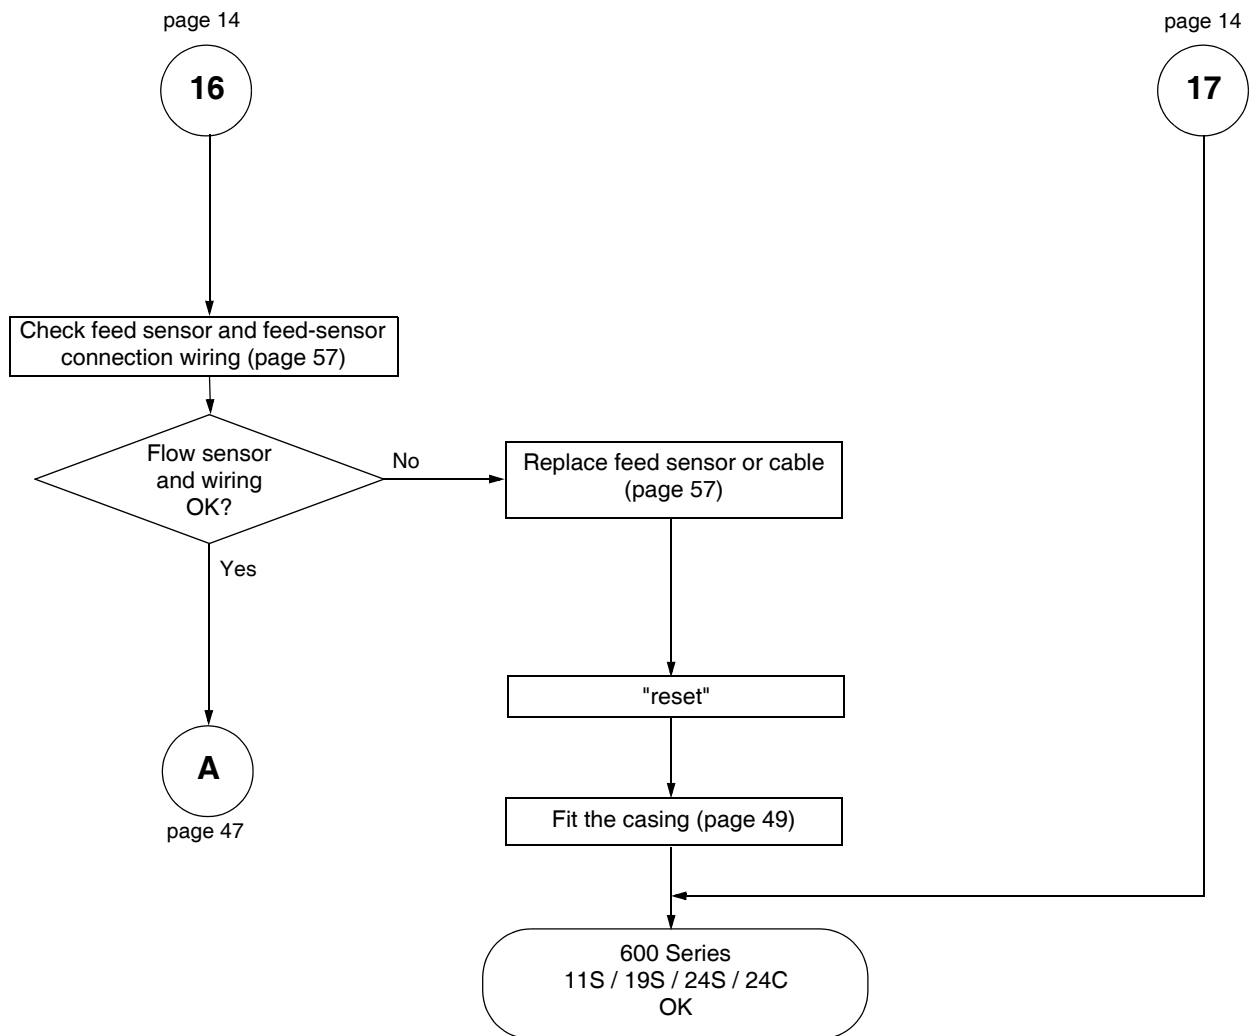 page 14
16
page 14
17
Check feed sensor and feed-sensor
connection wiring (page 57)
Flow sensor
and wiring
OK?
No
Replace feed sensor or cable
(page 57)
Yes
"reset"
A
page 47
Fit the casing (page 49)
600 Series
11S / 19S / 24S / 24C
OK